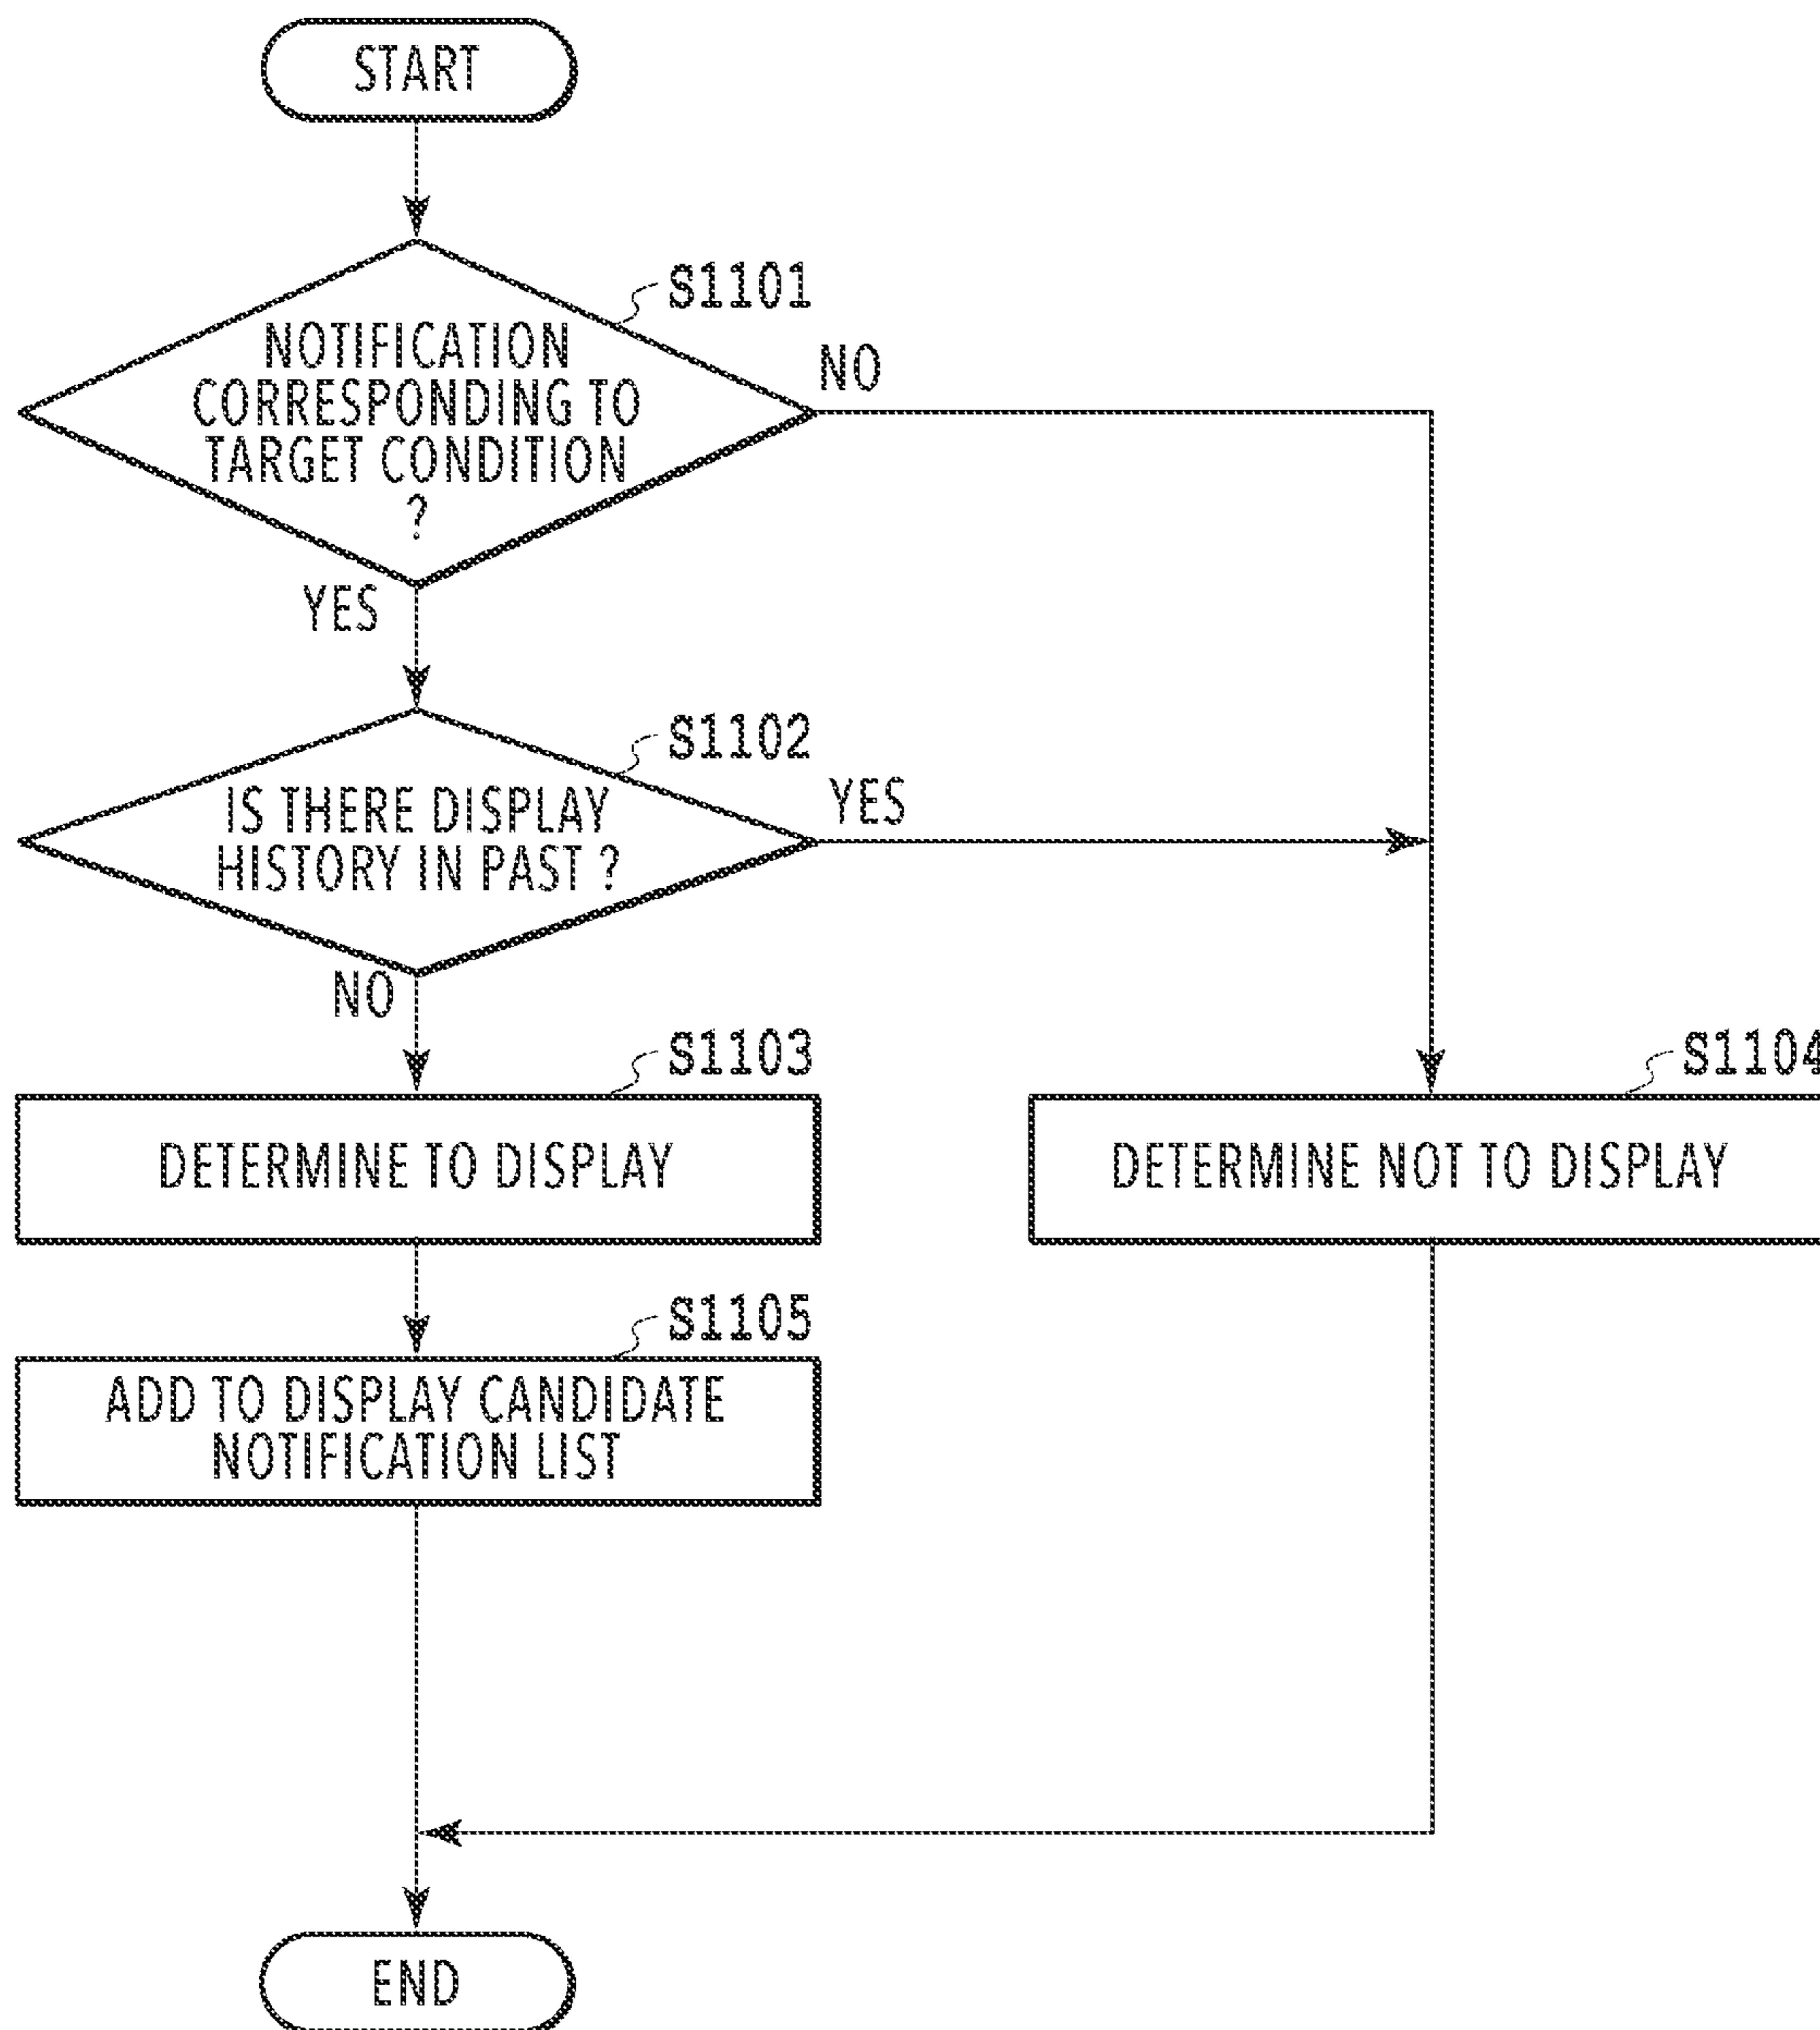 START
S1101
NOTIFICATION
CORRESPONDING TO
TARGET CONDITION
?
NO
YES
S1102
IS THERE DISPLAY
HISTORY IN PAST ?
YES
NO
S1103
DETERMINE TO DISPLAY
S1104
DETERMINE NOT TO DISPLAY
S1105
ADD TO DISPLAY CANDIDATE
NOTIFICATION LIST
END